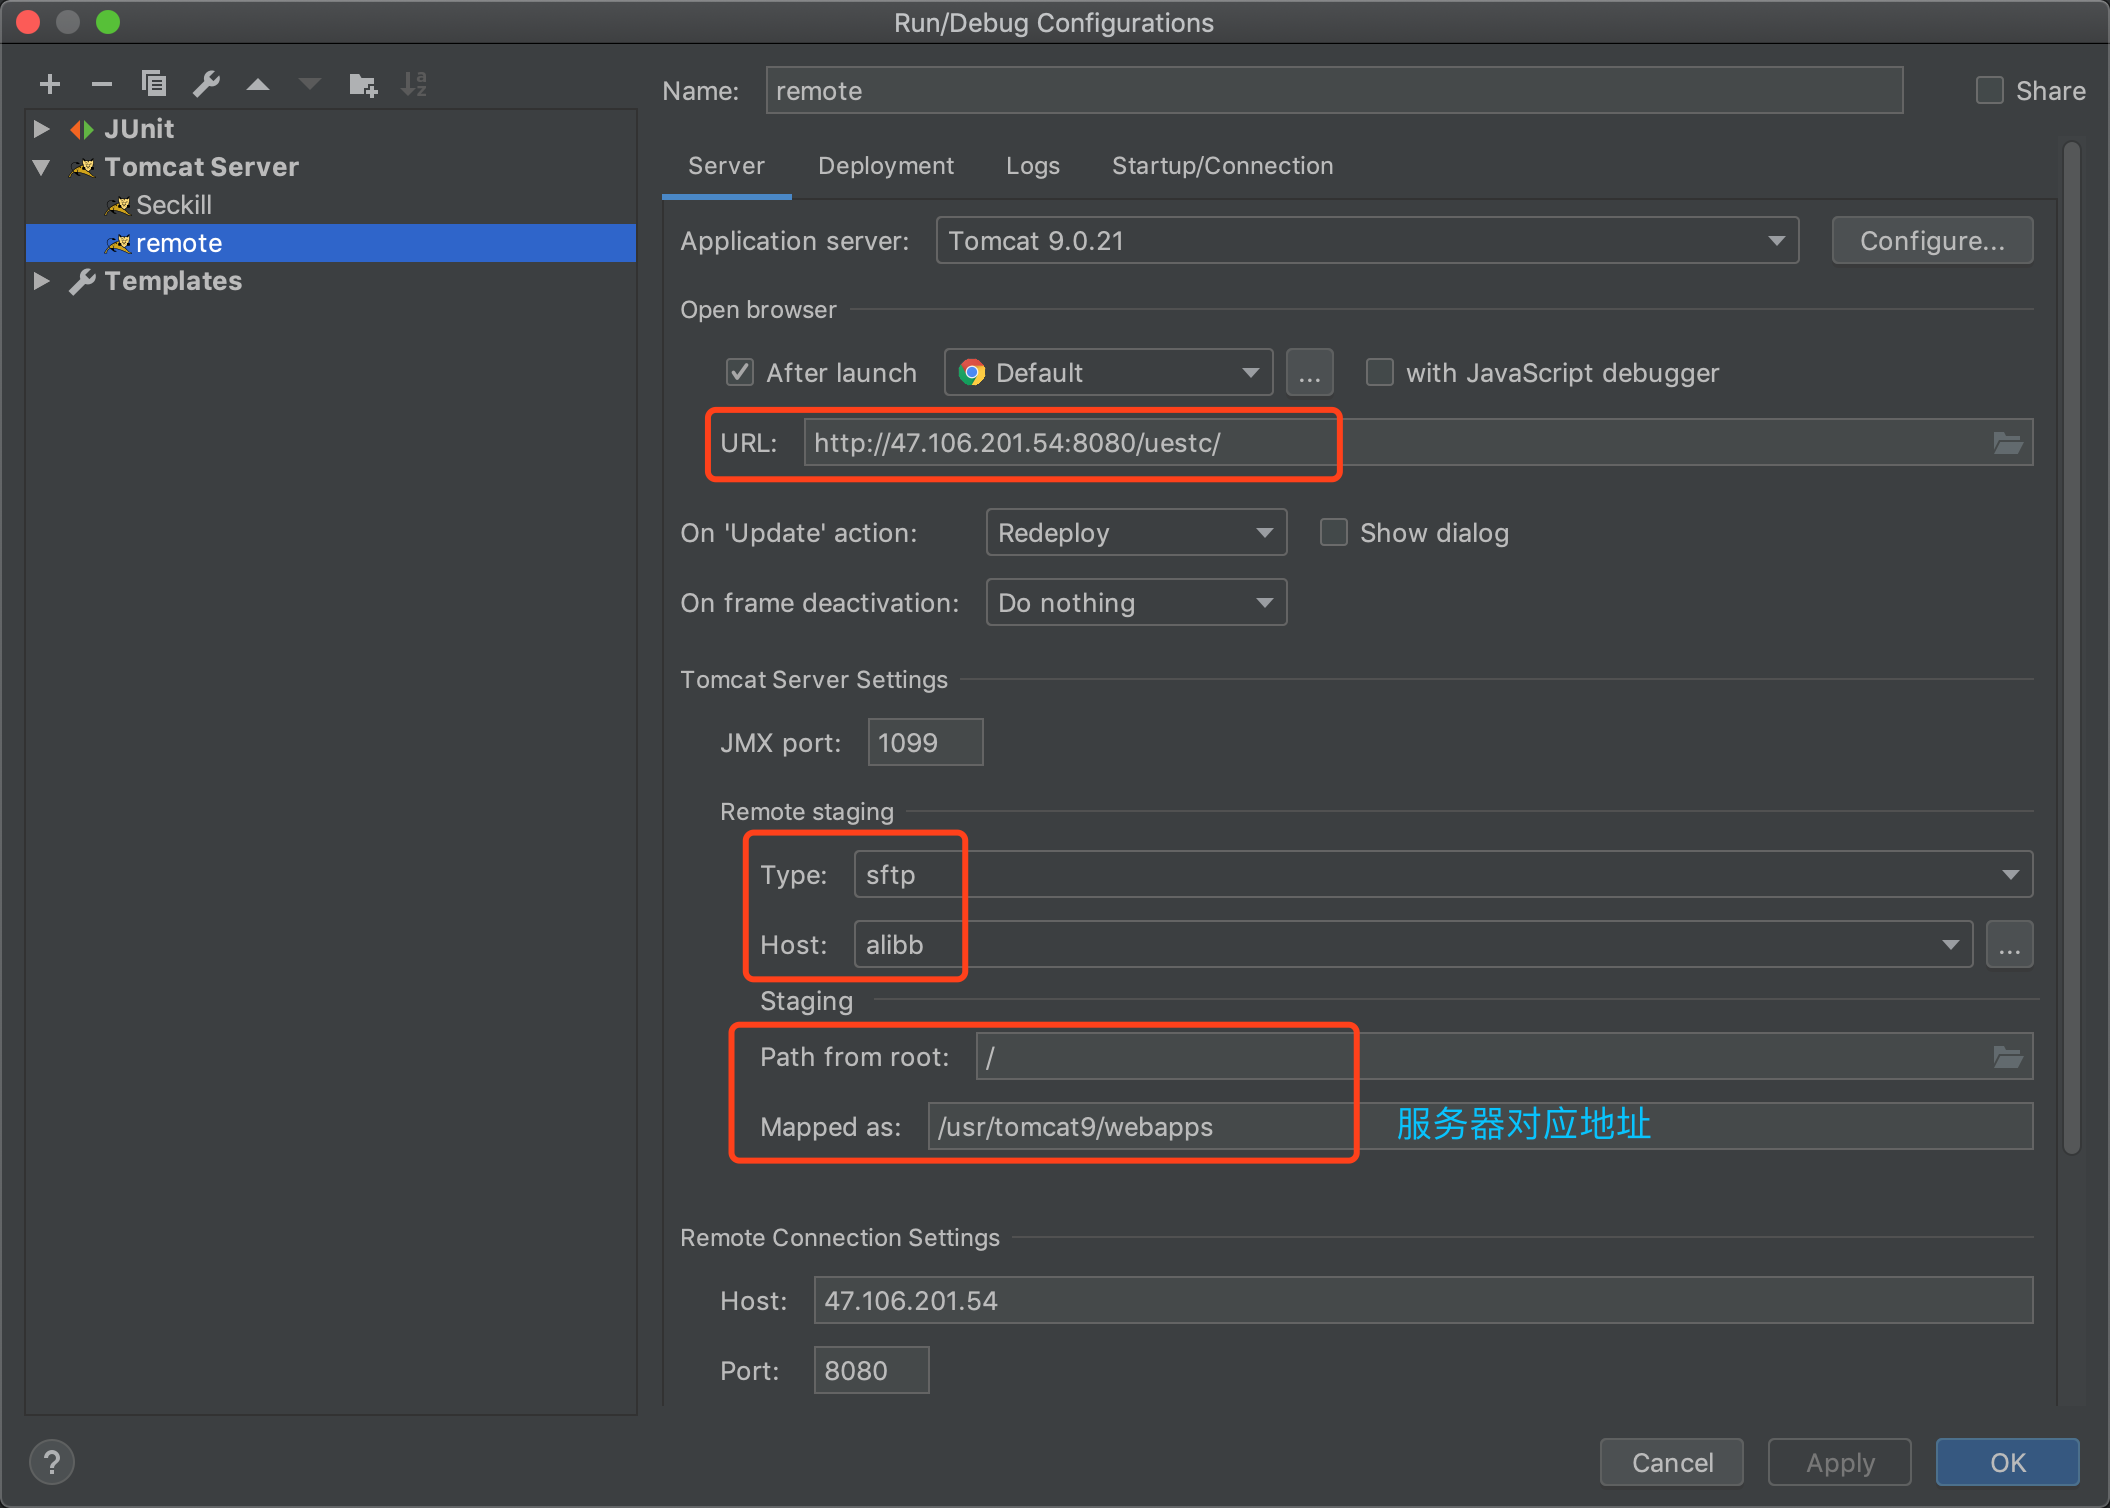 Run/Debug Configurations
Name: remote Share
JUnit
Tomcat Server
Seckill
remote
Templates
Server Deployment Logs Startup/Connection
Application server: Tomcat 9.0.21 Configure...
Open browser
After launch Default ... with JavaScript debugger
URL: http://47.106.201.54:8080/uestc/
On 'Update' action: Redeploy Show dialog
On frame deactivation: Do nothing
Tomcat Server Settings
JMX port: 1099
Remote staging
Type: sftp
Host: alibb ...
Staging
Path from root: /
Mapped as: /usr/tomcat9/webapps 服务器对应地址
Remote Connection Settings
Host: 47.106.201.54
Port: 8080
? Cancel Apply OK